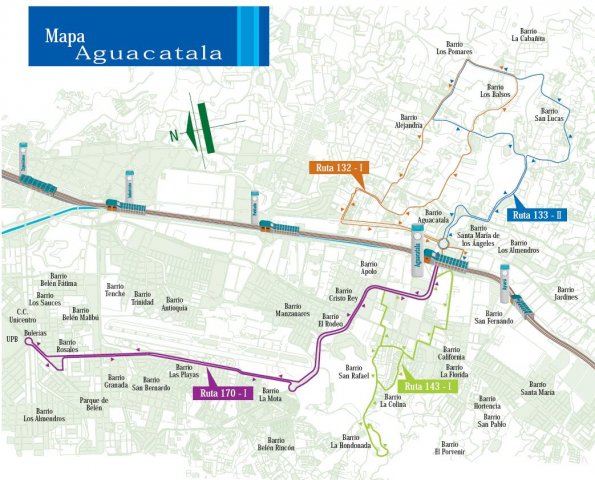 Mapa
Aguacatala
Barrio
La Cabañita
Barrio
Los Pomares
Barrio
Los Balsos
Barrio
San Lucas
Barrio
Alejandría
N
Ruta 132 - I
Ruta 133 - II
Barrio
Aguacatala
Barrio
Santa María de
los Ángeles
Barrio
Los Almendros
Aguacatala
Barrio
Apolo
Barrio
Jardines
Barrio
Belén Fátima
Barrio
Los Sauces
Barrio
Tenche
Barrio
Trinidad
Barrio
Antioquia
Barrio
Cristo Rey
C.C.
Unicentro
Barrio
Belén Malibú
Barrio
Manzanares
Barrio
El Rodeo
Barrio
San Fernando
Bulerías
UPB
Barrio
Rosales
Barrio
California
Barrio
Granada
Barrio
San Bernardo
Barrio
Las Playas
Barrio
San Rafael
Barrio
La Florida
Ruta 170 - I
Barrio
La Mota
Ruta 143 - I
Barrio
Santa María
Parque de
Belén
Barrio
La Colina
Barrio
Hortencia
Barrio
Los Almendros
Barrio
San Pablo
Barrio
Belén Rincón
Barrio
La Hondonada
Barrio
El Porvenir